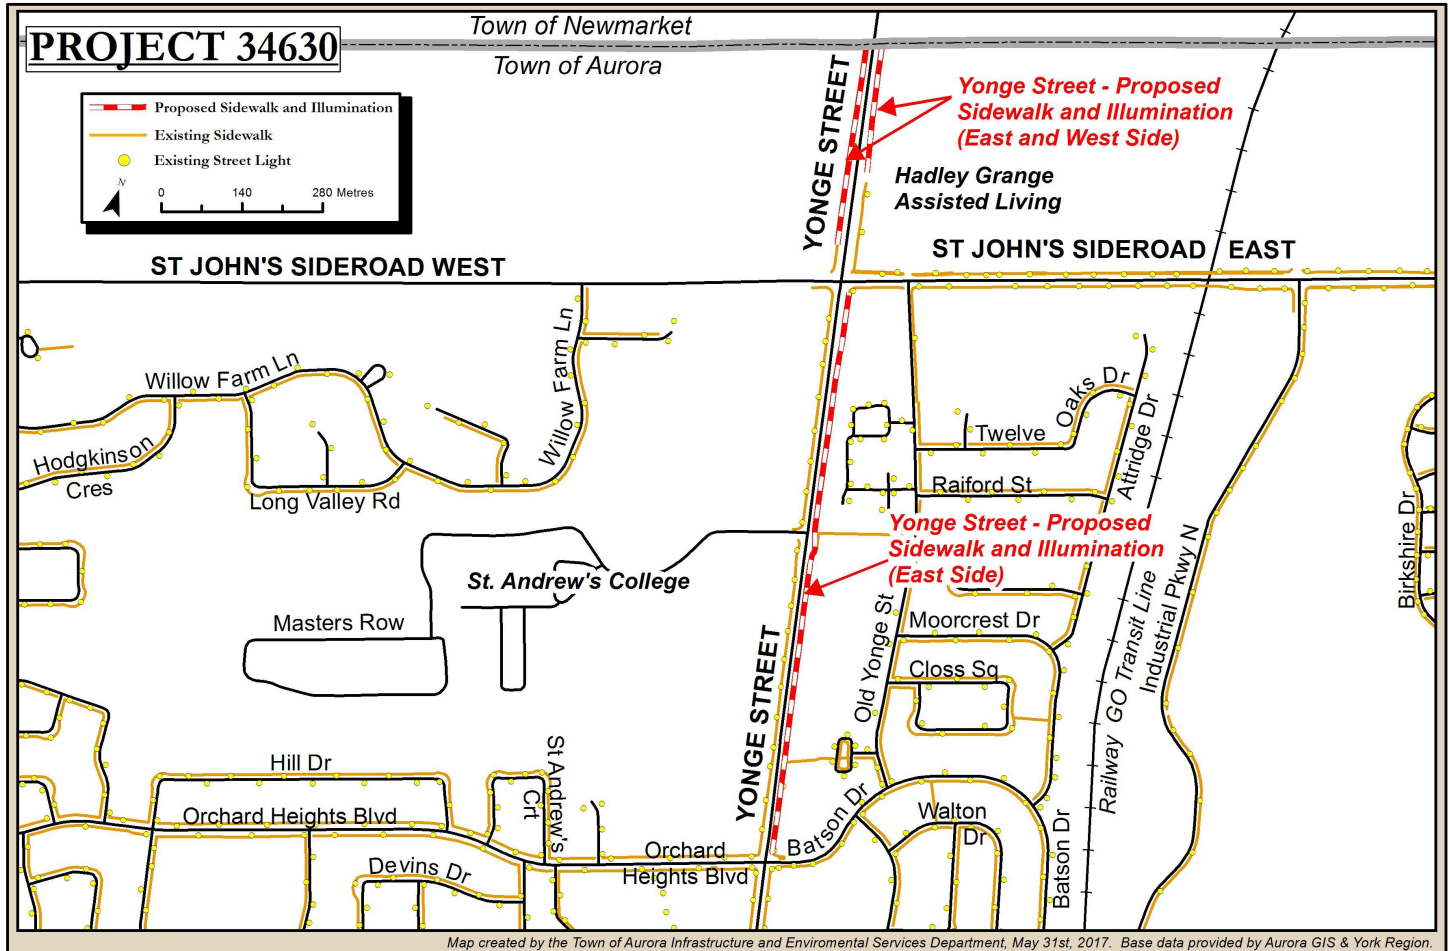 Town of Newmarket
PROJECT 34630
Town of Aurora
Proposed Sidewalk and Illumination
Existing Sidewalk
Existing Street Light
N
0 140 280 Metres
YONGE STREET
Yonge Street - Proposed
Sidewalk and Illumination
(East and West Side)
Hadley Grange
Assisted Living
ST JOHN'S SIDEROAD WEST
ST JOHN'S SIDEROAD EAST
Willow Farm Ln
Willow Farm Ln
Hodgkinson
Cres
Long Valley Rd
Twelve Oaks Dr
Attridge Dr
Raiford St
Yonge Street - Proposed
Sidewalk and Illumination
(East Side)
St. Andrew's College
Masters Row
Old Yonge St
Moorcrest Dr
Closs Sq
Railway GO Transit Line
Industrial Pkwy N
Birkshire Dr
YONGE STREET
Hill Dr
Orchard Heights Blvd
St Andrew's
Crt
Devins Dr
Orchard
Heights Blvd
Batson Dr
Walton
Dr
Batson Dr
Map created by the Town of Aurora Infrastructure and Enviromental Services Department, May 31st, 2017. Base data provided by Aurora GIS & York Region.